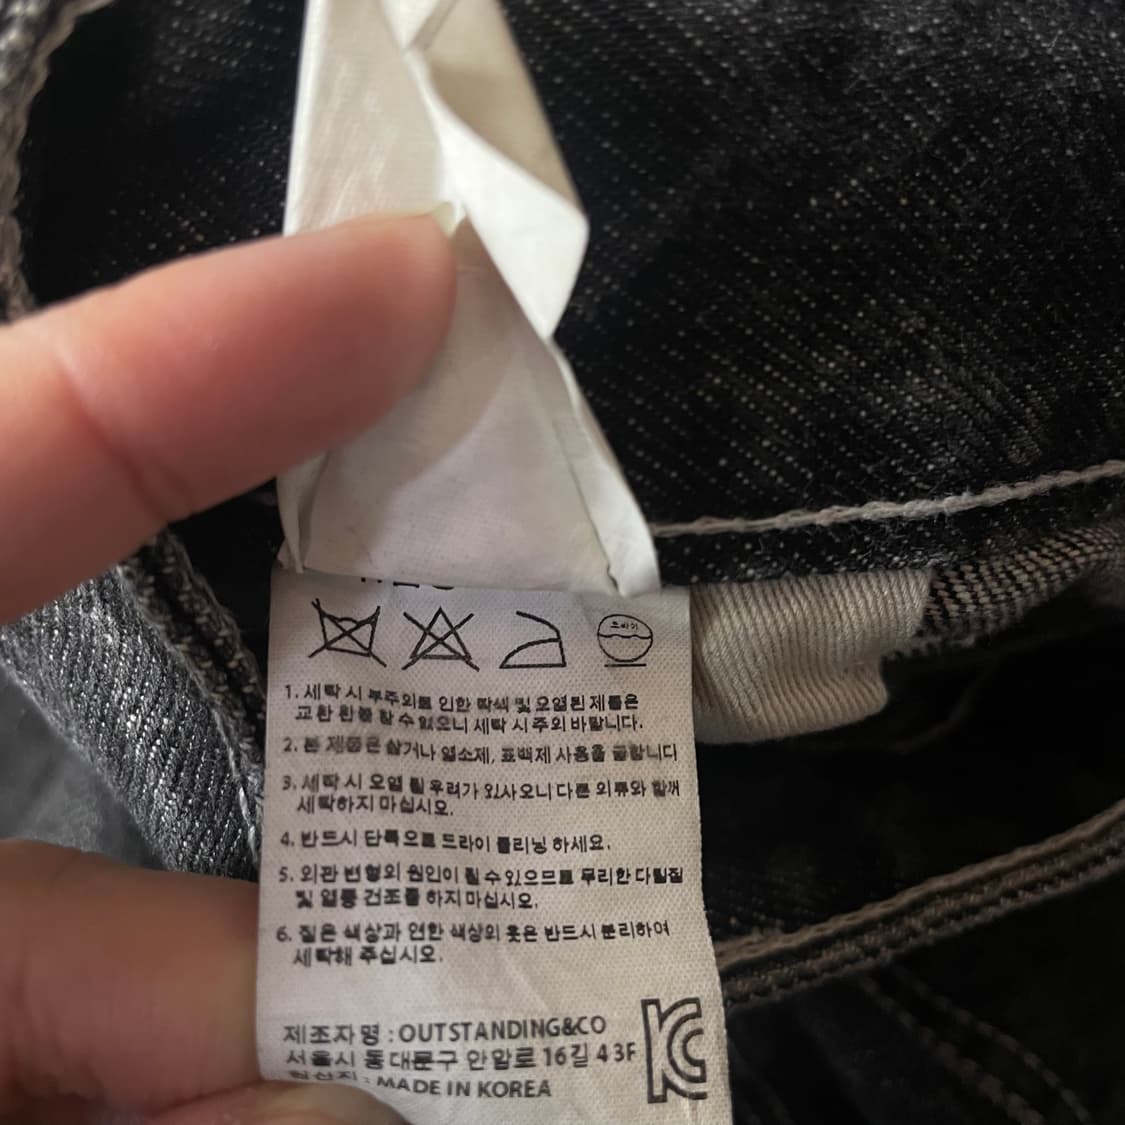 드라이
1. 세탁 시 부주의로 인한 탁색 및 오염된 제품은
교환 환불 할 수 없으니 세탁 시 주의 바랍니다.
2. 본 제품은 삶거나 염소제, 표백제 사용을 금합니다
3. 세탁 시 오염 될 우려가 있사오니 다른 의류와 함께
세탁하지 마십시오.
4. 반드시 단독으로 드라이 클리닝 하세요.
5. 외관 변형의 원인이 될 수 있으므로 무리한 다림질
및 열풍 건조를 하지 마십시오.
6. 짙은 색상과 연한 색상의 옷은 반드시 분리하여
세탁해 주십시오.
제조자명 : OUTSTANDING&CO
서울시 동대문구 안암로 16길 43F
: MADE IN KOREA
KC